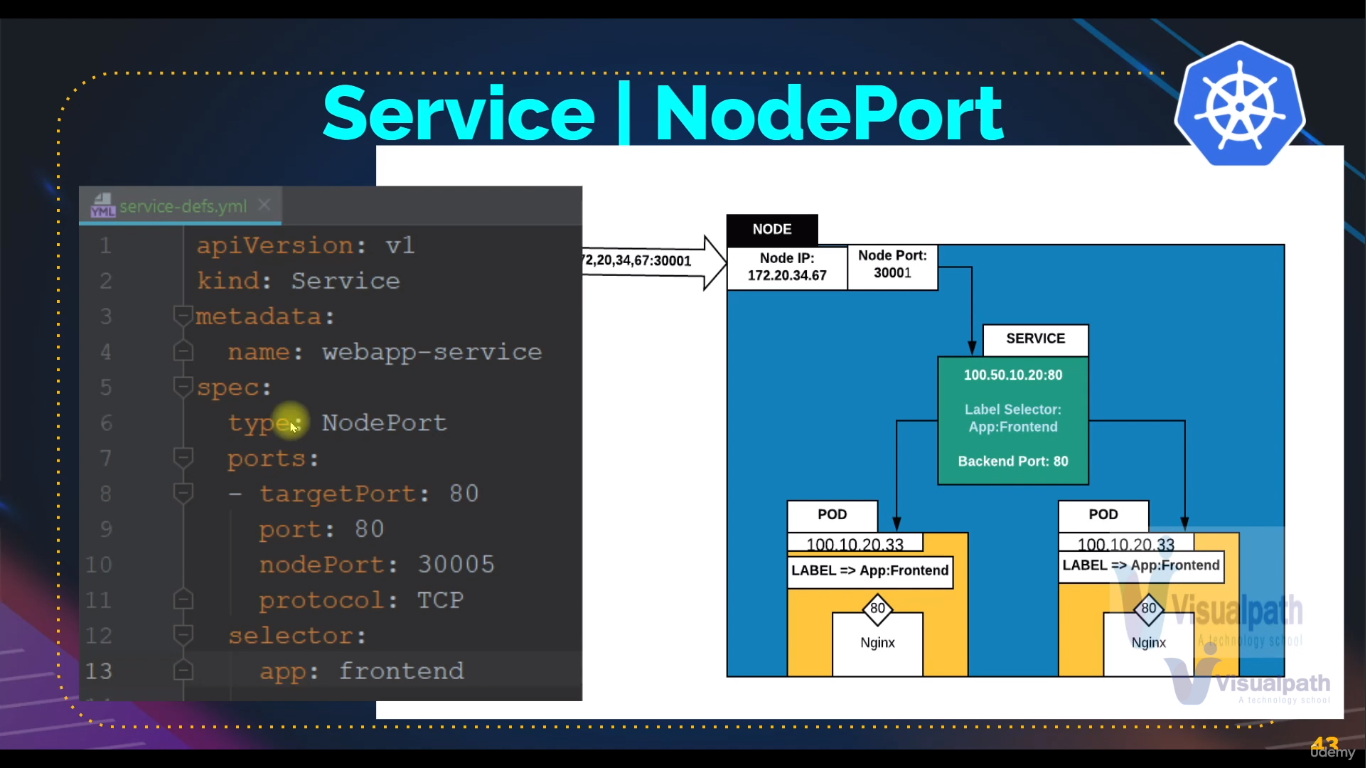 Service | NodePort
service-defs.yml
1 apiVersion: v1
2 kind: Service
3 metadata:
4 name: webapp-service
5 spec:
6 type: NodePort
7 ports:
8 - targetPort: 80
9 port: 80
10 nodePort: 30005
11 protocol: TCP
12 selector:
13 app: frontend
72,20,34,67:30001
NODE
Node IP:
172.20.34.67
Node Port:
30001
SERVICE
100.50.10.20:80
Label Selector:
App:Frontend
Backend Port: 80
POD
100.10.20.33
LABEL => App:Frontend
80
Nginx
POD
100.10.20.33
LABEL => App:Frontend
80
Nginx
Visualpath
A technology school
Visualpath
A technology school
43
udemy